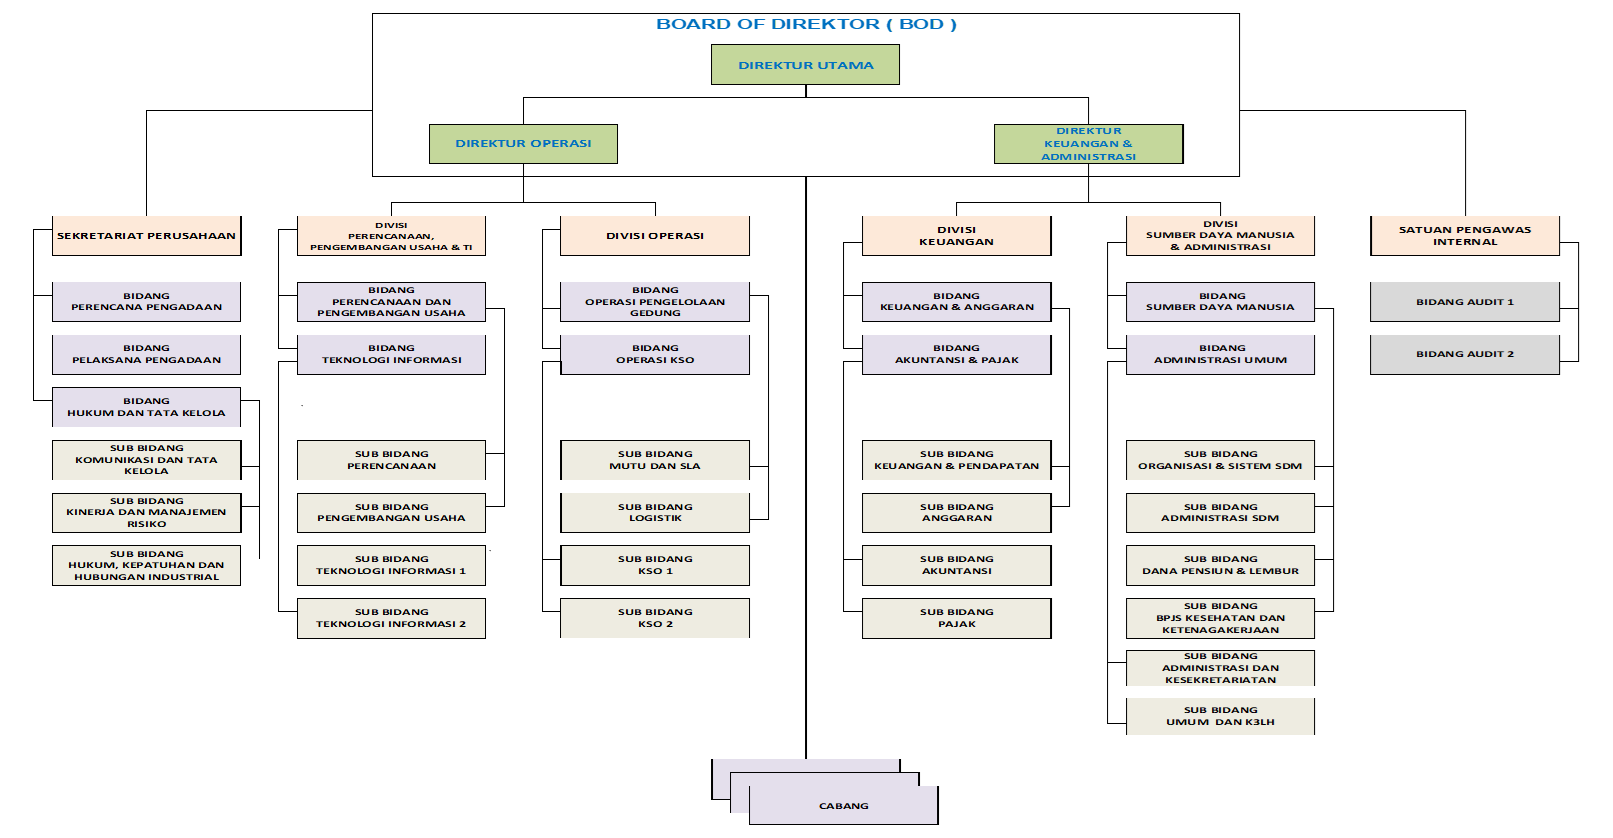 BOARD OF DIREKTOR ( BOD )
DIREKTUR UTAMA
DIREKTUR OPERASI
DIREKTUR
KEUANGAN &
ADMINISTRASI
SEKRETARIAT PERUSAHAAN
BIDANG
PERENCANA PENGADAAN
BIDANG
PELAKSANA PENGADAAN
BIDANG
HUKUM DAN TATA KELOLA
SUB BIDANG
KOMUNIKASI DAN TATA
KELOLA
SUB BIDANG
KINERJA DAN MANAJEMEN
RISIKO
SUB BIDANG
HUKUM, KEPATUHAN DAN
HUBUNGAN INDUSTRIAL
DIVISI
PERENCANAAN,
PENGEMBANGAN USAHA & TI
BIDANG
PERENCANAAN DAN
PENGEMBANGAN USAHA
BIDANG
TEKNOLOGI INFORMASI
SUB BIDANG
PERENCANAAN
SUB BIDANG
PENGEMBANGAN USAHA
SUB BIDANG
TEKNOLOGI INFORMASI 1
SUB BIDANG
TEKNOLOGI INFORMASI 2
DIVISI OPERASI
BIDANG
OPERASI PENGELOLAAN
GEDUNG
BIDANG
OPERASI KSO
SUB BIDANG
MUTU DAN SLA
SUB BIDANG
LOGISTIK
SUB BIDANG
KSO 1
SUB BIDANG
KSO 2
DIVISI
KEUANGAN
BIDANG
KEUANGAN & ANGGARAN
BIDANG
AKUNTANSI & PAJAK
SUB BIDANG
KEUANGAN & PENDAPATAN
SUB BIDANG
ANGGARAN
SUB BIDANG
AKUNTANSI
SUB BIDANG
PAJAK
DIVISI
SUMBER DAYA MANUSIA
& ADMINISTRASI
BIDANG
SUMBER DAYA MANUSIA
BIDANG
ADMINISTRASI UMUM
SUB BIDANG
ORGANISASI & SISTEM SDM
SUB BIDANG
ADMINISTRASI SDM
SUB BIDANG
DANA PENSIUN & LEMBUR
SUB BIDANG
BPJS KESEHATAN DAN
KETENAGAKERJAAN
SUB BIDANG
ADMINISTRASI DAN
KESEKRETARIATAN
SUB BIDANG
UMUM  DAN K3LH
SATUAN PENGAWAS
INTERNAL
BIDANG AUDIT 1
BIDANG AUDIT 2
CABANG